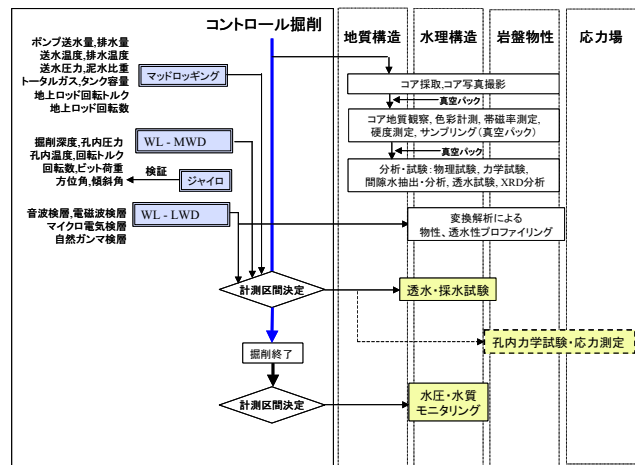 コントロール掘削
地質構造
水理構造
岩盤物性
応力場
ポンプ送水量,排水量
送水温度,排水温度
送水圧力,泥水比重
トータルガス,タンク容量
地上ロッド回転トルク
地上ロッド回転数
マッドロッギング
コア採取,コア写真撮影
真空パック
コア地質観察、色彩計測、帯磁率測定、
硬度測定、サンプリング(真空パック)
真空パック
分析・試験:物理試験、力学試験、
間隙水抽出・分析、透水試験、XRD分析
掘削深度,孔内圧力
孔内温度,回転トルク
回転数,ビット荷重
方位角,傾斜角
WL - MWD
検証
ジャイロ
音波検層,電磁波検層
マイクロ電気検層
自然ガンマ検層
WL - LWD
変換解析による
物性、透水性プロファイリング
計測区間決定
透水・採水試験
孔内力学試験・応力測定
掘削終了
計測区間決定
水圧・水質
モニタリング